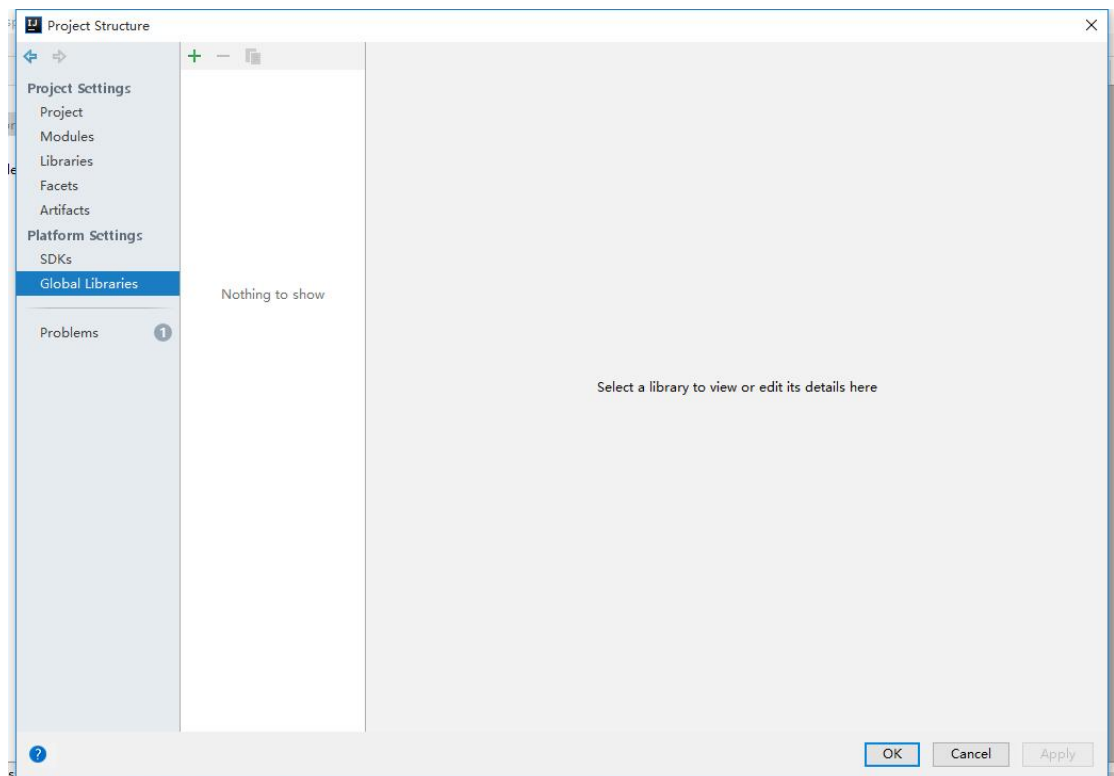 Project Structure
Project Settings
Project
Modules
Libraries
Facets
Artifacts
Platform Settings
SDKs
Global Libraries
Problems 1
Nothing to show
Select a library to view or edit its details here
?
OK Cancel Apply